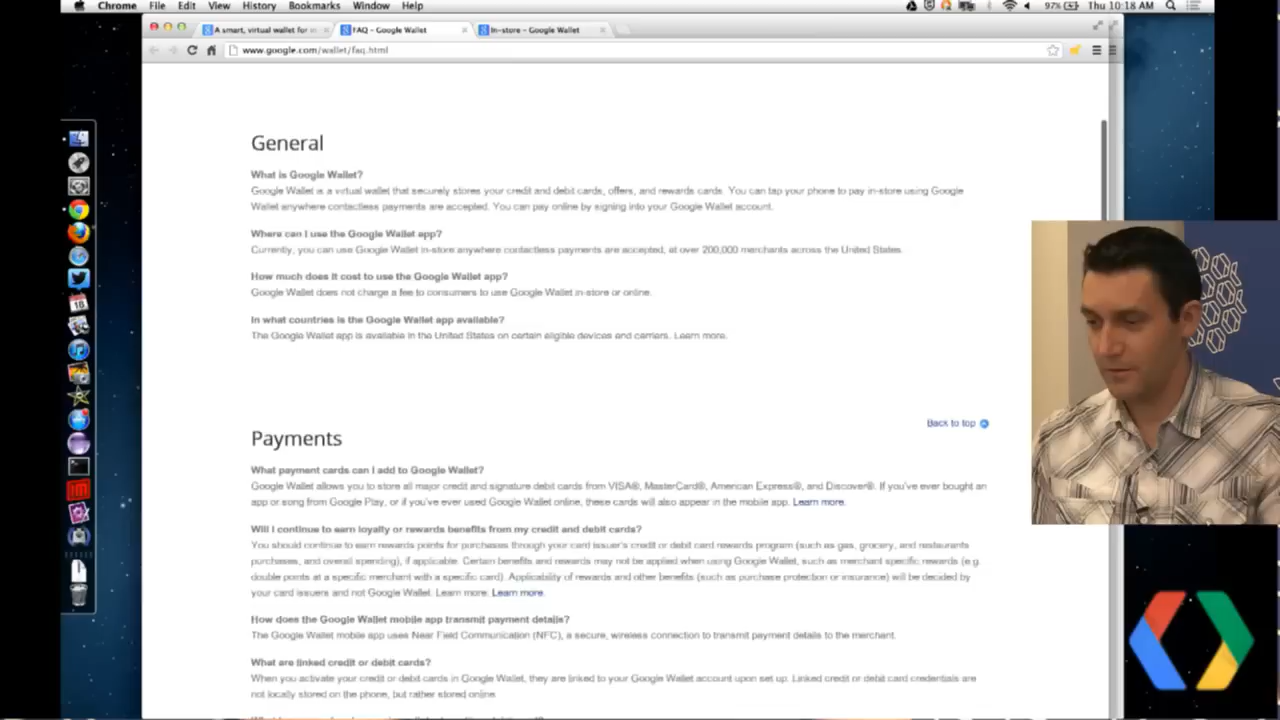 Chrome File Edit View History Bookmarks Window Help 97% Thu 10:18 AM
A smart, virtual wallet for in FAQ – Google Wallet In-store – Google Wallet
www.google.com/wallet/faq.html
General
What is Google Wallet?
Google Wallet is a virtual wallet that securely stores your credit and debit cards, offers, and rewards cards. You can tap your phone to pay in-store using Google
Wallet anywhere contactless payments are accepted. You can pay online by signing into your Google Wallet account.
Where can I use the Google Wallet app?
Currently, you can use Google Wallet in-store anywhere contactless payments are accepted, at over 200,000 merchants across the United States.
How much does it cost to use the Google Wallet app?
Google Wallet does not charge a fee to consumers to use Google Wallet in-store or online.
In what countries is the Google Wallet app available?
The Google Wallet app is available in the United States on certain eligible devices and carriers. Learn more.
Back to top
Payments
What payment cards can I add to Google Wallet?
Google Wallet allows you to store all major credit and signature debit cards from VISA®, MasterCard®, American Express®, and Discover®. If you've ever bought an
app or song from Google Play, or if you've ever used Google Wallet online, these cards will also appear in the mobile app. Learn more.
Will I continue to earn loyalty or rewards benefits from my credit and debit cards?
You should continue to earn rewards points for purchases through your card issuer's credit or debit card rewards program (such as gas, grocery, and restaurants
purchases, and overall spending), if applicable. Certain benefits and rewards may not be applied when using Google Wallet, such as merchant specific rewards (e.g.
double points at a specific merchant with a specific card). Applicability of rewards and other benefits (such as purchase protection or insurance) will be decided by
your card issuers and not Google Wallet. Learn more. Learn more.
How does the Google Wallet mobile app transmit payment details?
The Google Wallet mobile app uses Near Field Communication (NFC), a secure, wireless connection to transmit payment details to the merchant.
What are linked credit or debit cards?
When you activate your credit or debit cards in Google Wallet, they are linked to your Google Wallet account upon set up. Linked credit or debit card credentials are
not locally stored on the phone, but rather stored online.